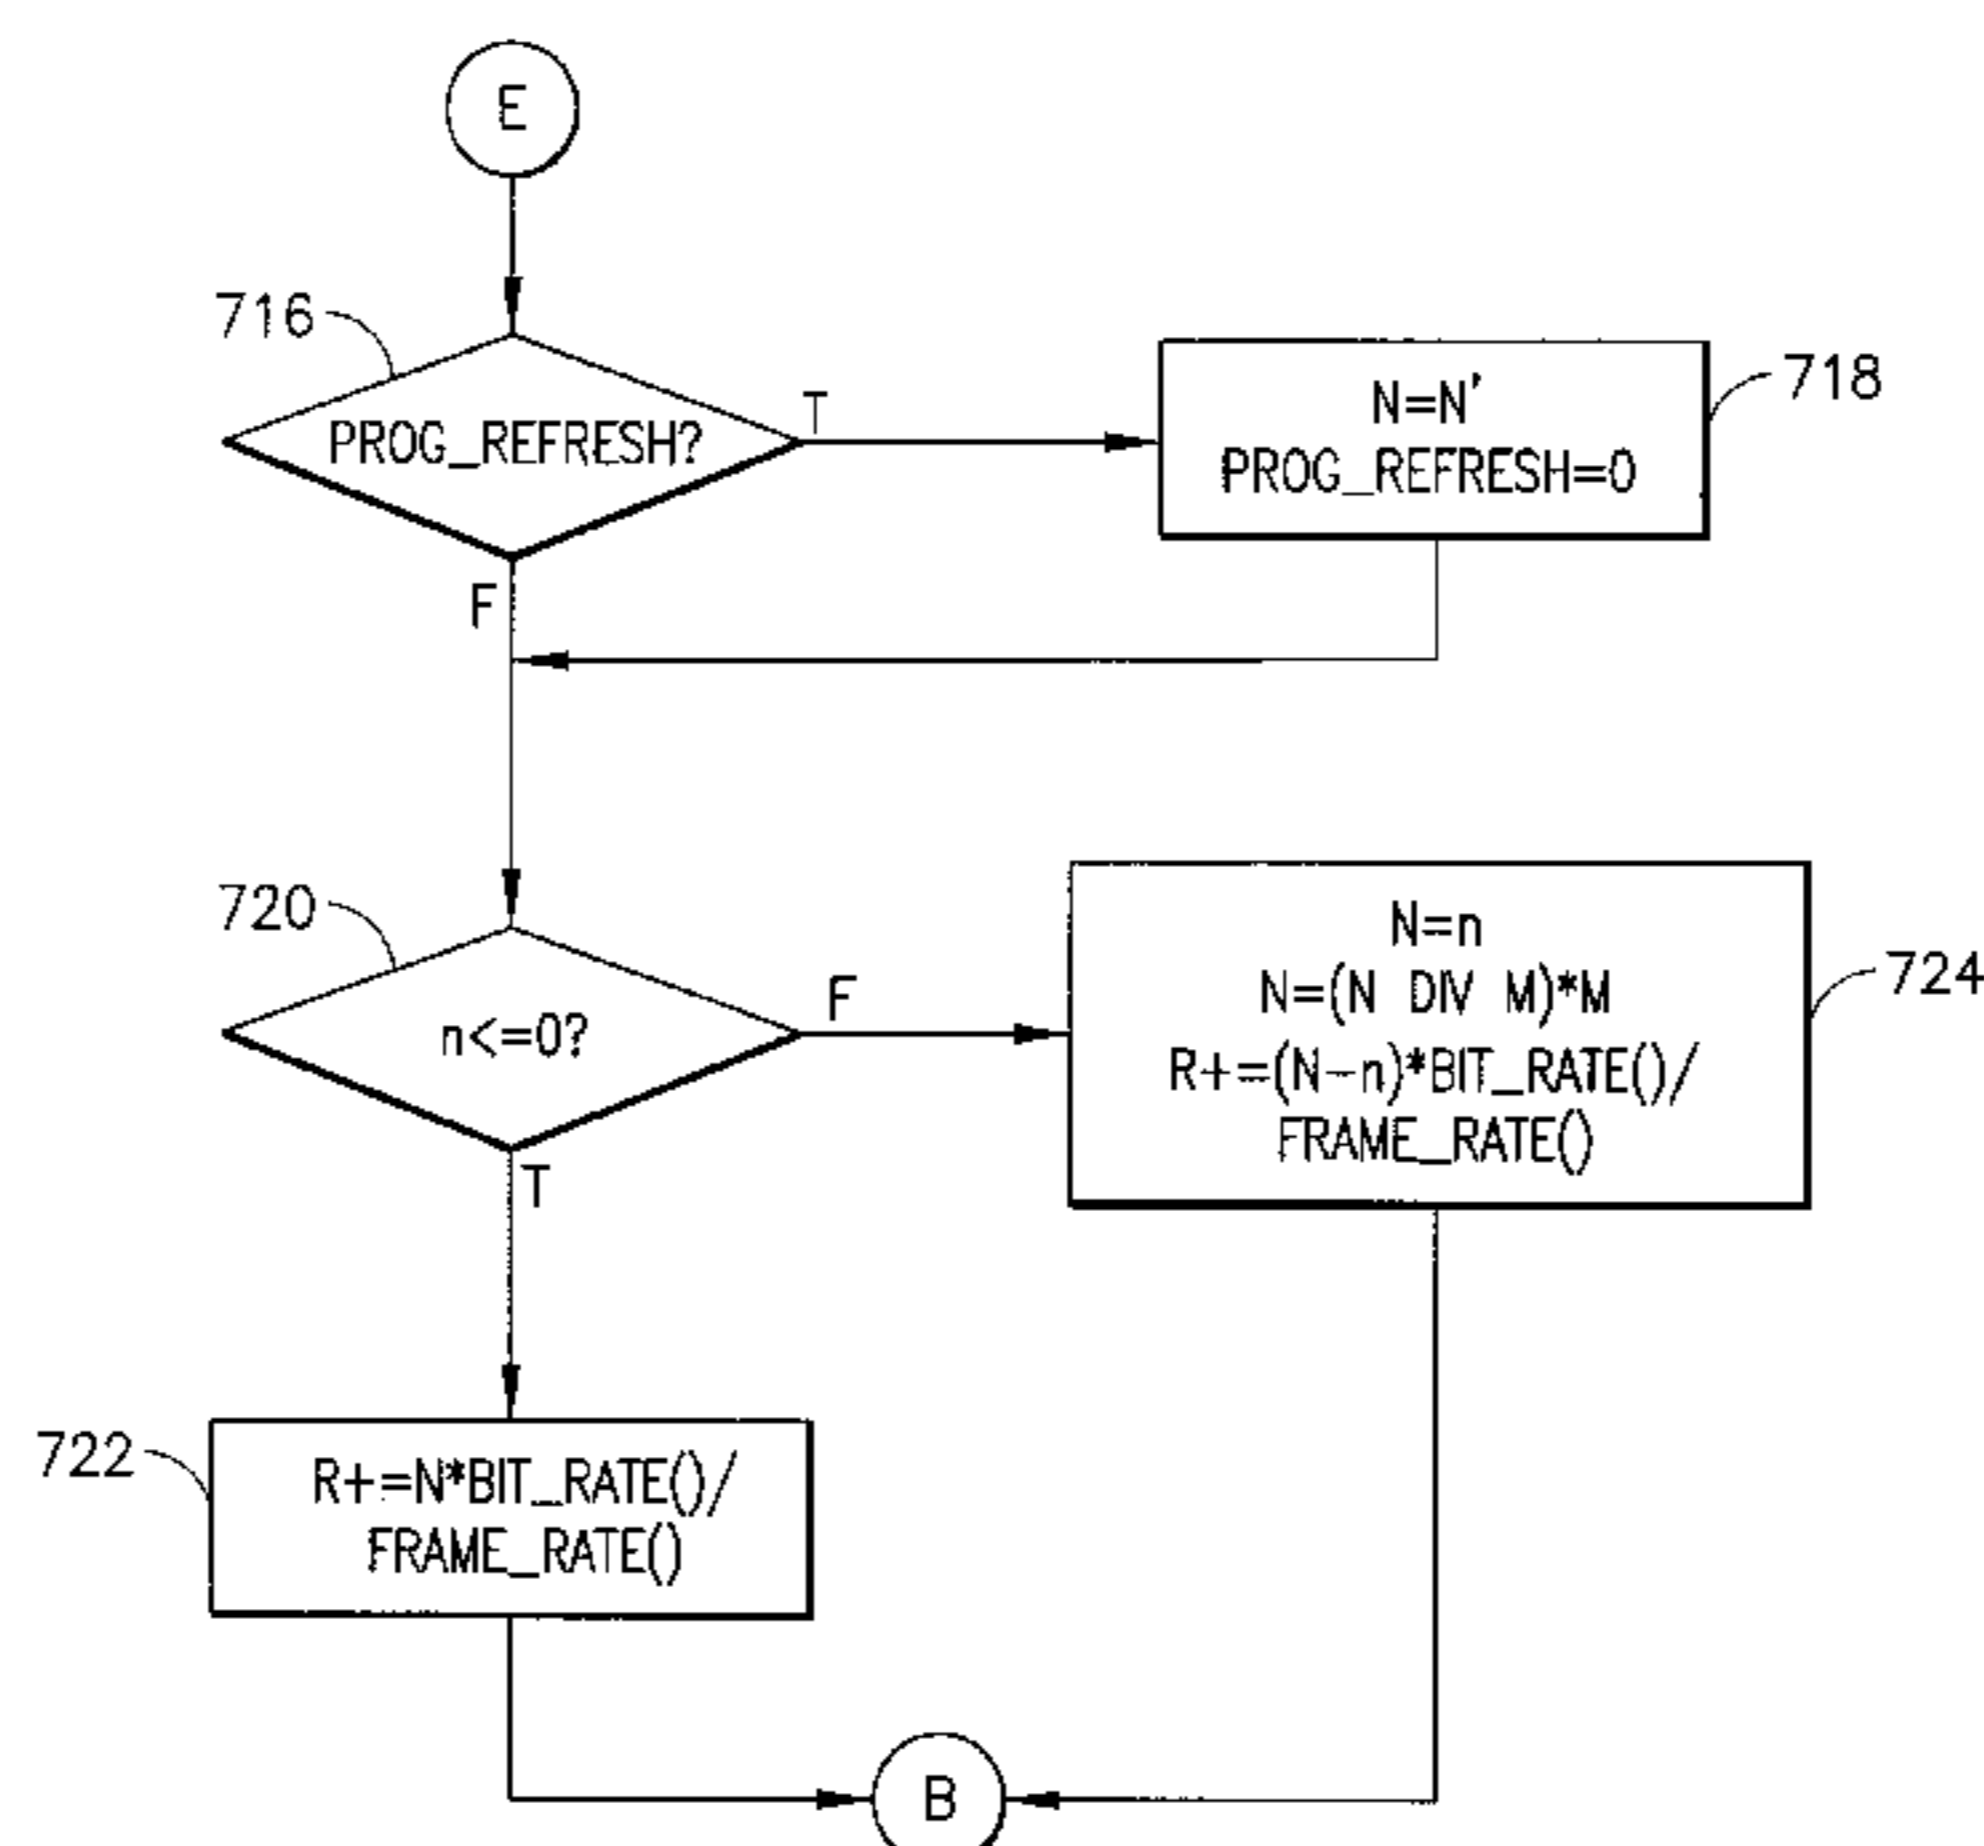 E
716
PROG_REFRESH?
T
N=N'
PROG_REFRESH=0
718
F
720
n<=0?
F
N=n
N=(N DIV M)*M
R+=(N-n)*BIT_RATE()/
FRAME_RATE()
724
T
722
R+=N*BIT_RATE()/
FRAME_RATE()
B